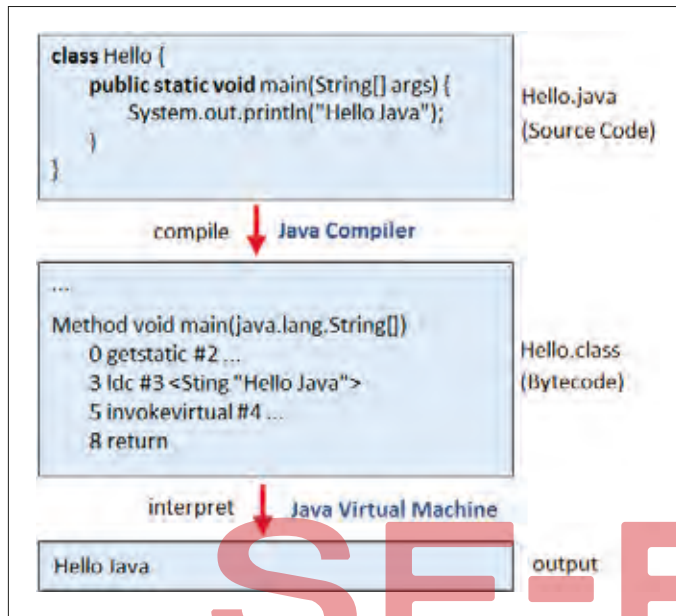 class Hello {
public static void main(String[] args) {
System.out.println("Hello Java");
}
}
Hello.java
(Source Code)
compile Java Compiler
...
Method void main(java.lang.String[])
0 getstatic #2 ...
3 ldc #3 <Sting "Hello Java">
5 invokevirtual #4 ...
8 return
Hello.class
(Bytecode)
interpret Java Virtual Machine
Hello Java
output